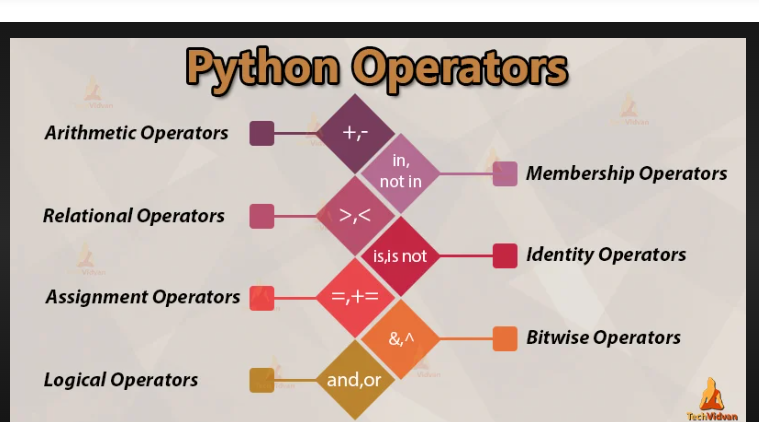 Python Operators
Arithmetic Operators
+,-
in,
not in
Membership Operators
Relational Operators
>,<
is,is not
Identity Operators
Assignment Operators
=,+=
&,^
Bitwise Operators
Logical Operators
and,or
TechVidvan